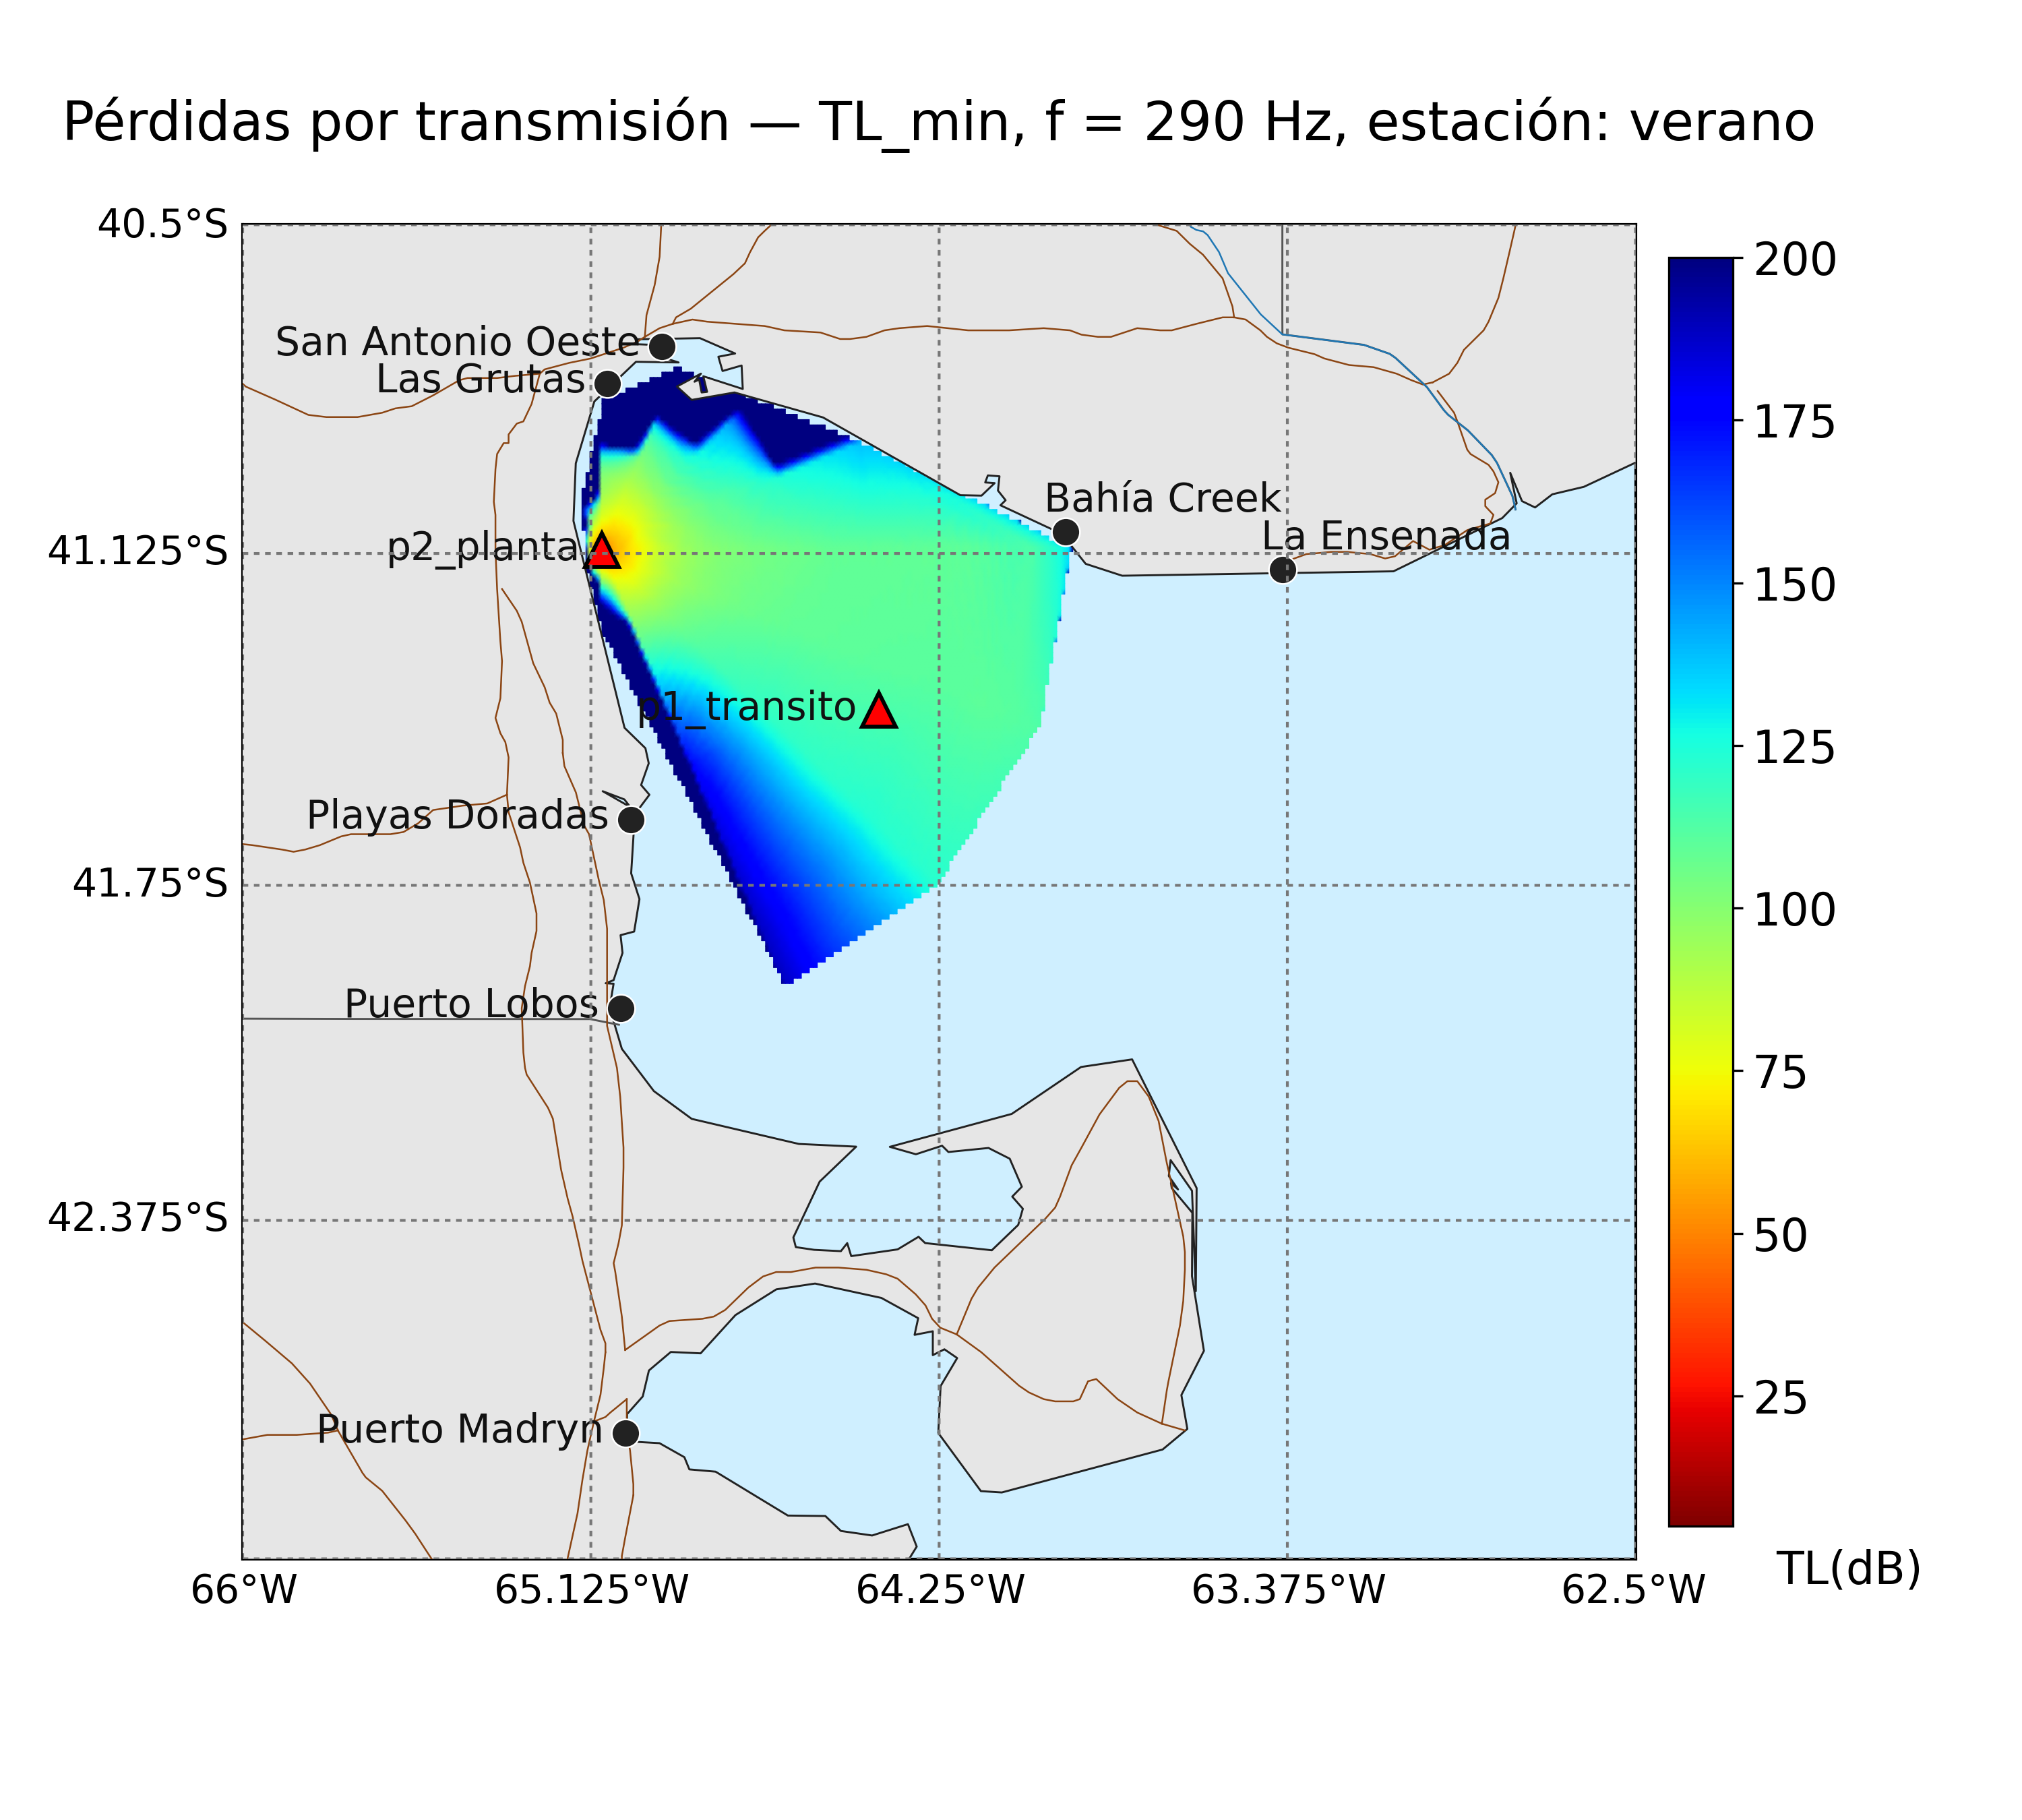 Pérdidas por transmisión — TL_min, f = 290 Hz, estación: verano
40.5°S
200
San Antonio Oeste
Las Grutas
175
Bahía Creek
La Ensenada
p2_planta
41.125°S
150
p1_transito
125
Playas Doradas
41.75°S
100
Puerto Lobos
75
42.375°S
50
25
Puerto Madryn
TL(dB)
66°W
65.125°W
64.25°W
63.375°W
62.5°W